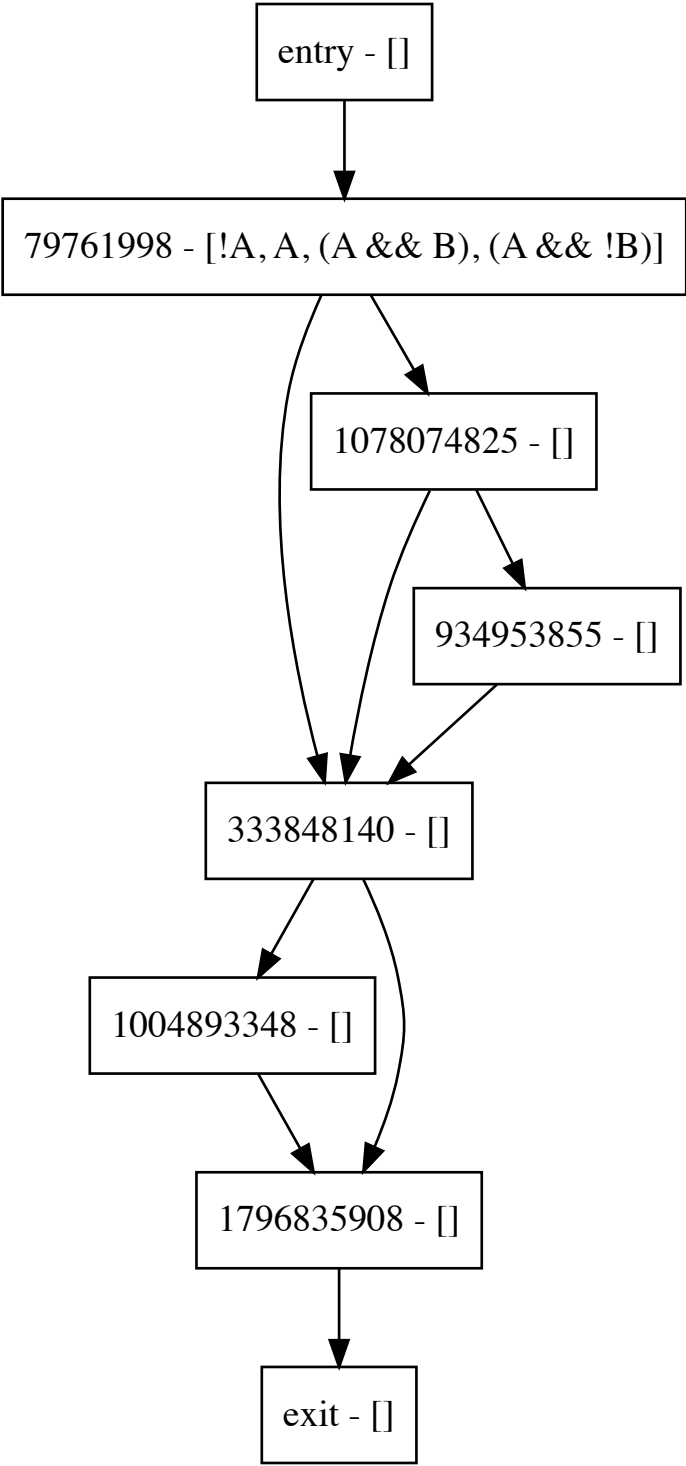 entry - []
79761998 - [!A, A, (A && B), (A && !B)]
1078074825 - []
934953855 - []
333848140 - []
1004893348 - []
1796835908 - []
exit - []